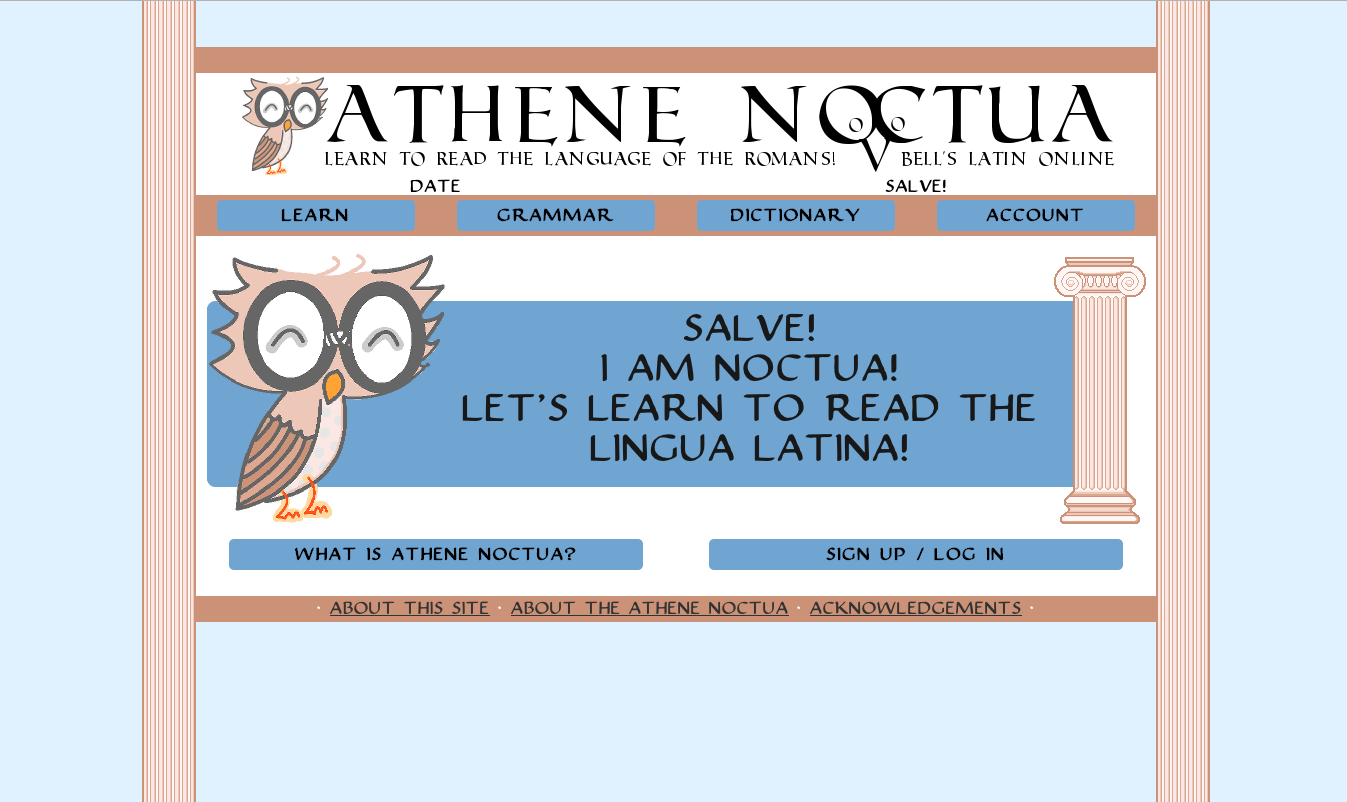 ATHENE NOCTUA
LEARN TO READ THE LANGUAGE OF THE ROMANS! BELL'S LATIN ONLINE
DATE SALVE!
LEARN GRAMMAR DICTIONARY ACCOUNT
SALVE!
I AM NOCTUA!
LET'S LEARN TO READ THE
LINGUA LATINA!
WHAT IS ATHENE NOCTUA? SIGN UP / LOG IN
· ABOUT THIS SITE · ABOUT THE ATHENE NOCTUA · ACKNOWLEDGEMENTS ·